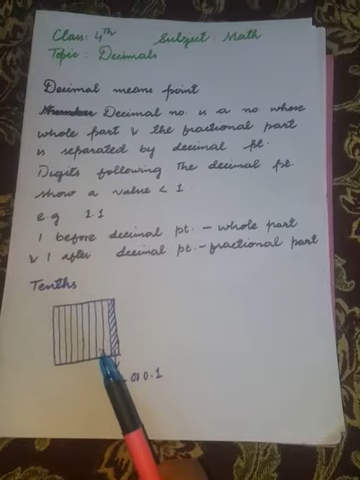 Class: 4th Subject: Math
Topic: Decimals
Decimal means point
Decimal no. is a no. whose
whole part & the fractional part
is separated by decimal pt.
Digits following the decimal pt.
show a value < 1.
e.g 1.1
1 before decimal pt. - whole part
& 1 after decimal pt. - fractional part
Tenths
or 0.1